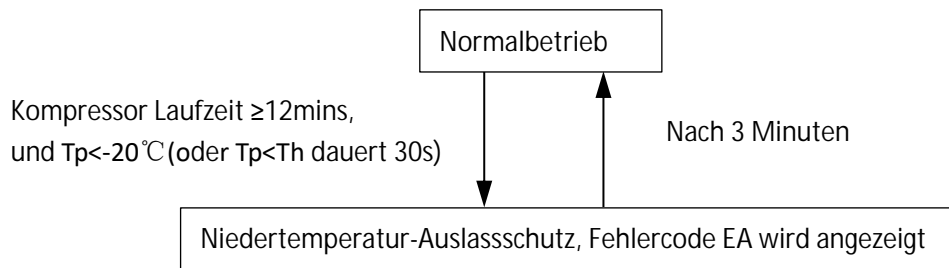 Normalbetrieb
Kompressor Laufzeit ≥12mins,
und Tp<-20℃(oder Tp<Th dauert 30s)
Nach 3 Minuten
Niedertemperatur-Auslassschutz, Fehlercode EA wird angezeigt